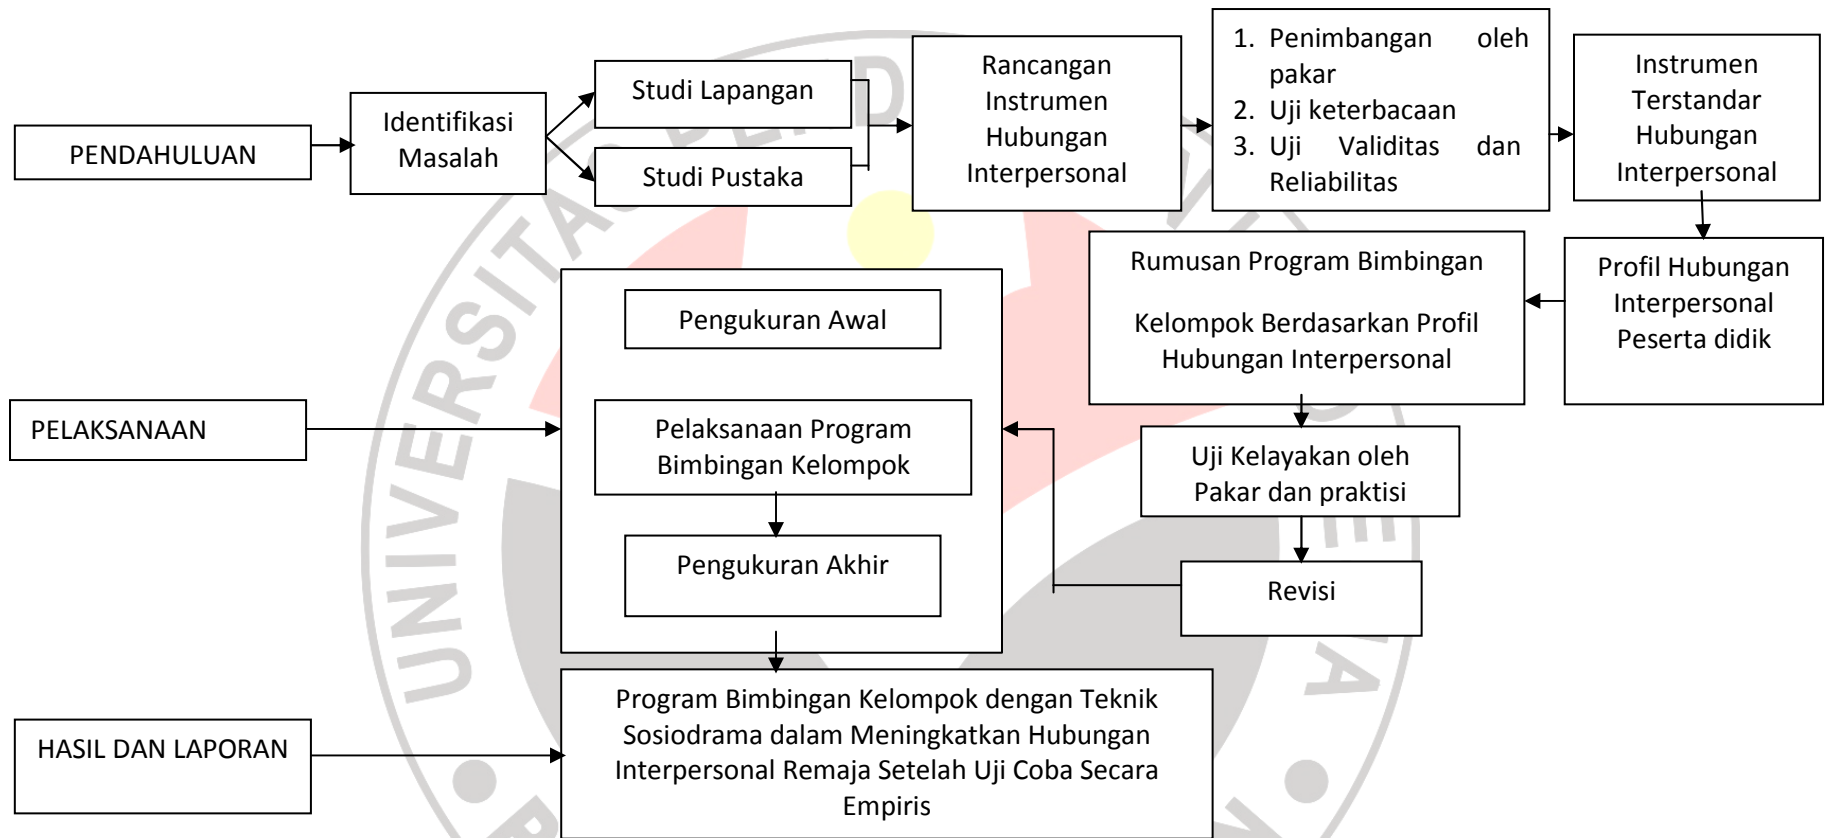 PENDAHULUAN
Identifikasi
Masalah
Studi Lapangan
Studi Pustaka
Rancangan
Instrumen
Hubungan
Interpersonal
1. Penimbangan oleh
pakar
2. Uji keterbacaan
3. Uji Validitas dan
Reliabilitas
Instrumen
Terstandar
Hubungan
Interpersonal
Profil Hubungan
Interpersonal
Peserta didik
Rumusan Program Bimbingan
Kelompok Berdasarkan Profil
Hubungan Interpersonal
Uji Kelayakan oleh
Pakar dan praktisi
Revisi
PELAKSANAAN
Pengukuran Awal
Pelaksanaan Program
Bimbingan Kelompok
Pengukuran Akhir
HASIL DAN LAPORAN
Program Bimbingan Kelompok dengan Teknik
Sosiodrama dalam Meningkatkan Hubungan
Interpersonal Remaja Setelah Uji Coba Secara
Empiris
UNIVERSITAS